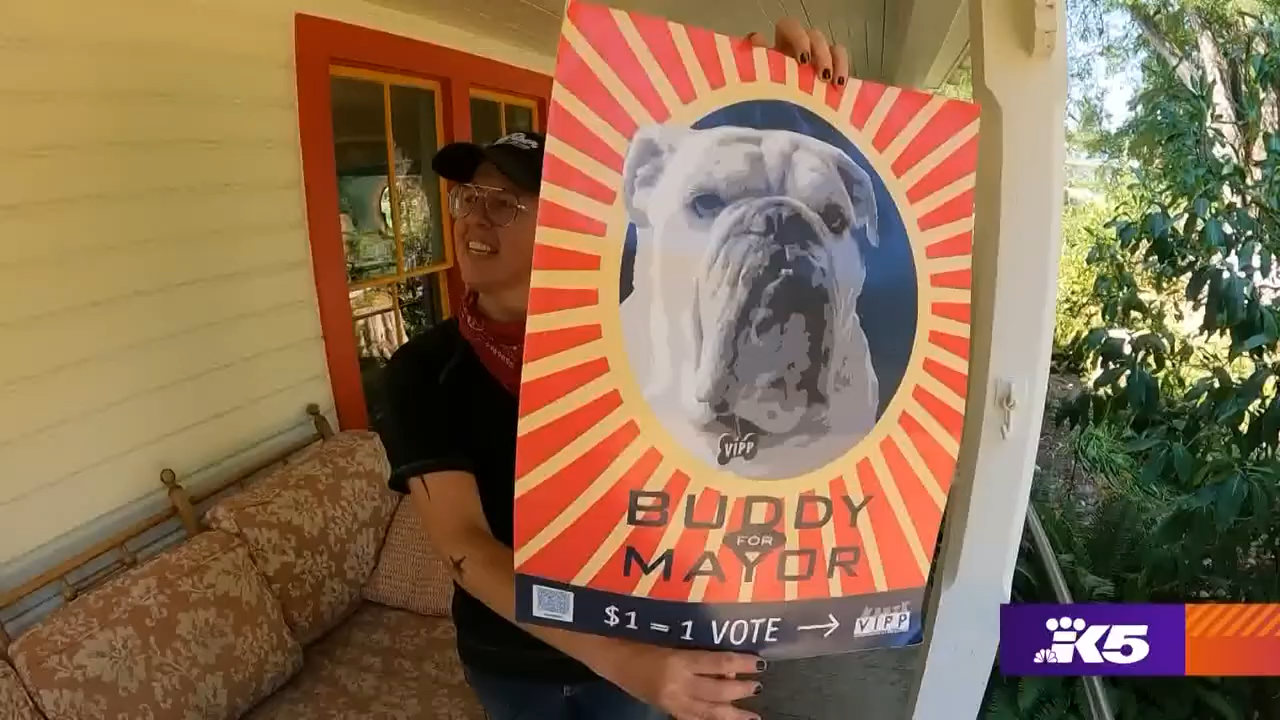 VIPP
BUDDY
FOR
MAYOR
$1 = 1 VOTE →
VIPP
K5